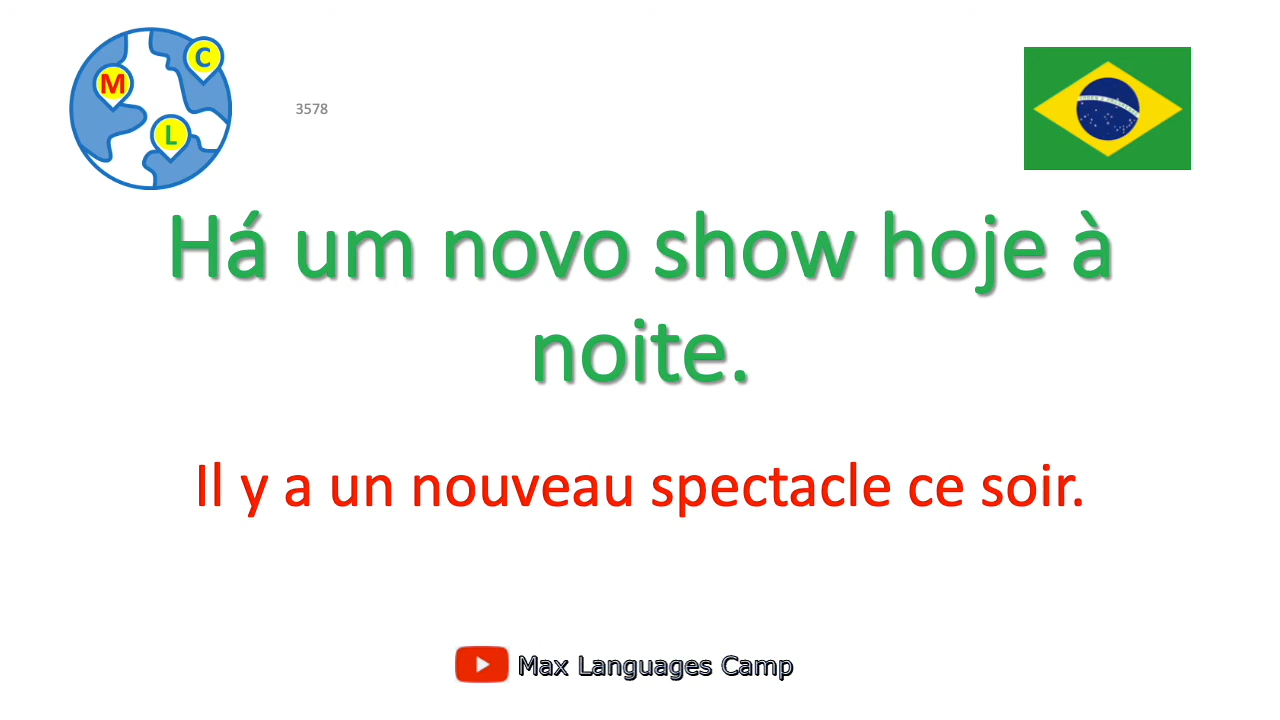 C
M
L
3578
Há um novo show hoje à
noite.
Il y a un nouveau spectacle ce soir.
Max Languages Camp